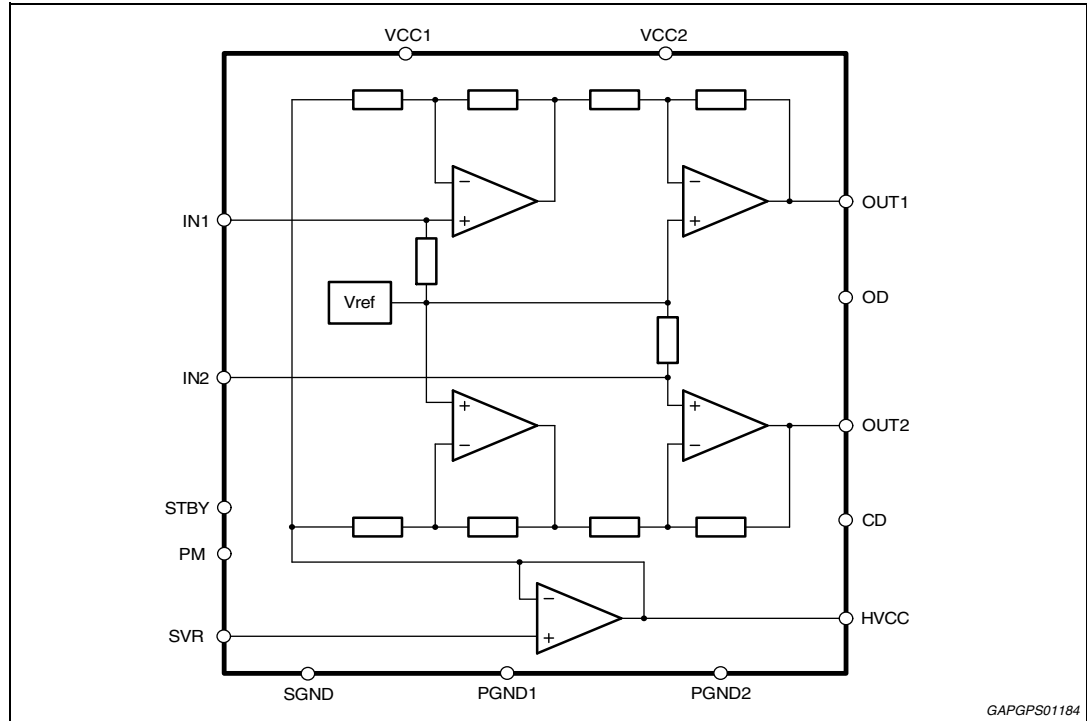 VCC1
VCC2
−
−
IN1
+
+
OUT1
Vref
OD
IN2
+
+
−
−
OUT2
STBY
CD
PM
−
SVR
+
HVCC
SGND
PGND1
PGND2
GAPGPS01184